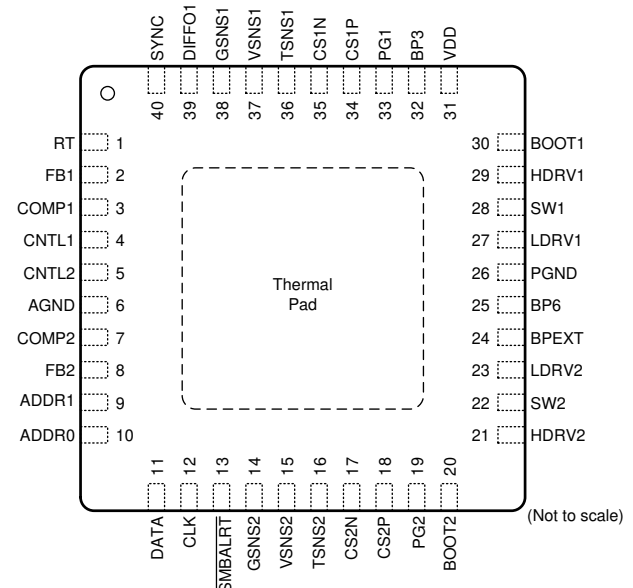 SYNC
DIFFO1
GSNS1
VSNS1
TSNS1
CS1N
CS1P
PG1
BP3
VDD
40
39
38
37
36
35
34
33
32
31
RT 1
FB1 2
COMP1 3
CNTL1 4
CNTL2 5
AGND 6
COMP2 7
FB2 8
ADDR1 9
ADDR0 10
Thermal
Pad
30 BOOT1
29 HDRV1
28 SW1
27 LDRV1
26 PGND
25 BP6
24 BPEXT
23 LDRV2
22 SW2
21 HDRV2
11
12
13
14
15
16
17
18
19
20
DATA
CLK
SMBALRT
GSNS2
VSNS2
TSNS2
CS2N
CS2P
PG2
BOOT2
(Not to scale)